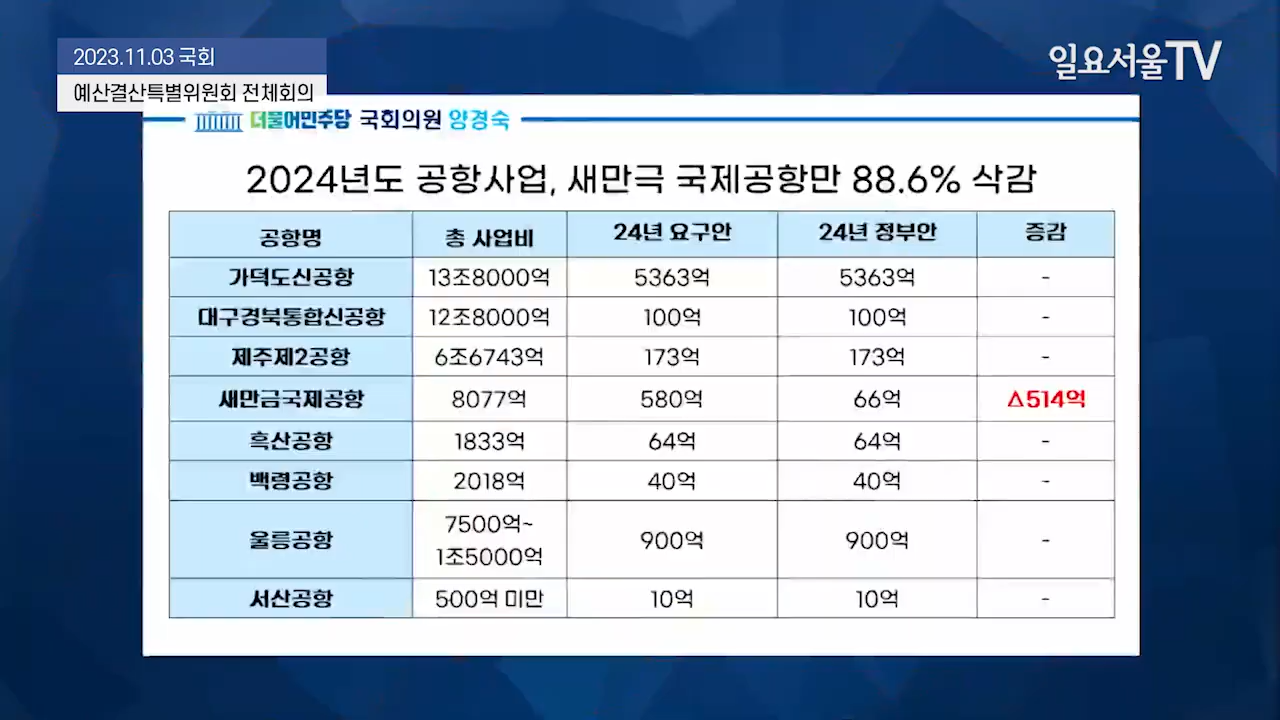 2023.11.03 국회
일요서울TV
예산결산특별위원회 전체회의
더불어민주당 국회의원 양경숙
2024년도 공항사업, 새만극 국제공항만 88.6% 삭감
공항명 총 사업비 24년 요구안 24년 정부안 증감
가덕도신공항 13조8000억 5363억 5363억 -
대구경북통합신공항 12조8000억 100억 100억 -
제주제2공항 6조6743억 173억 173억 -
새만금국제공항 8077억 580억 66억 △514억
흑산공항 1833억 64억 64억 -
백령공항 2018억 40억 40억 -
울릉공항 7500억~
1조5000억 900억 900억 -
서산공항 500억 미만 10억 10억 -